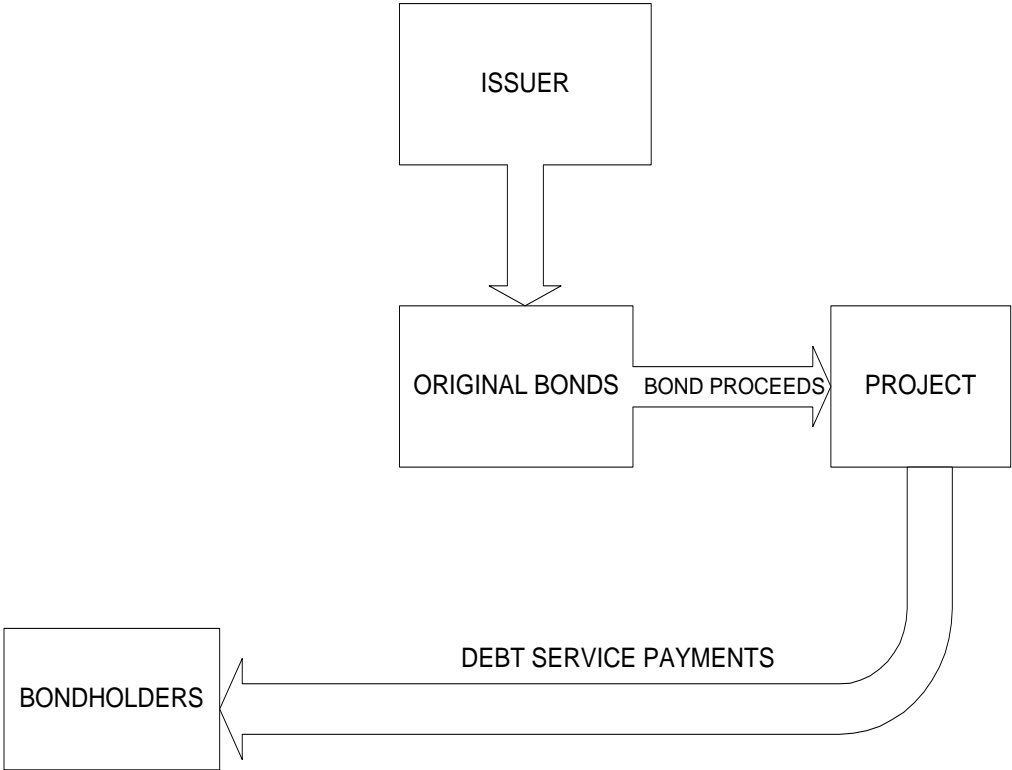 ISSUER
ORIGINAL BONDS
BOND PROCEEDS
PROJECT
DEBT SERVICE PAYMENTS
BONDHOLDERS